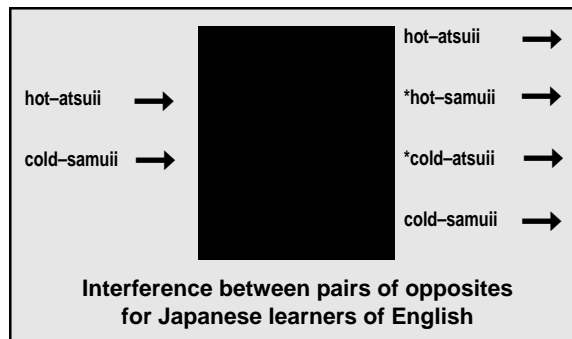 hot–atsuii
*hot–samuii
*cold–atsuii
cold–samuii
hot–atsuii
cold–samuii
Interference between pairs of opposites
for Japanese learners of English